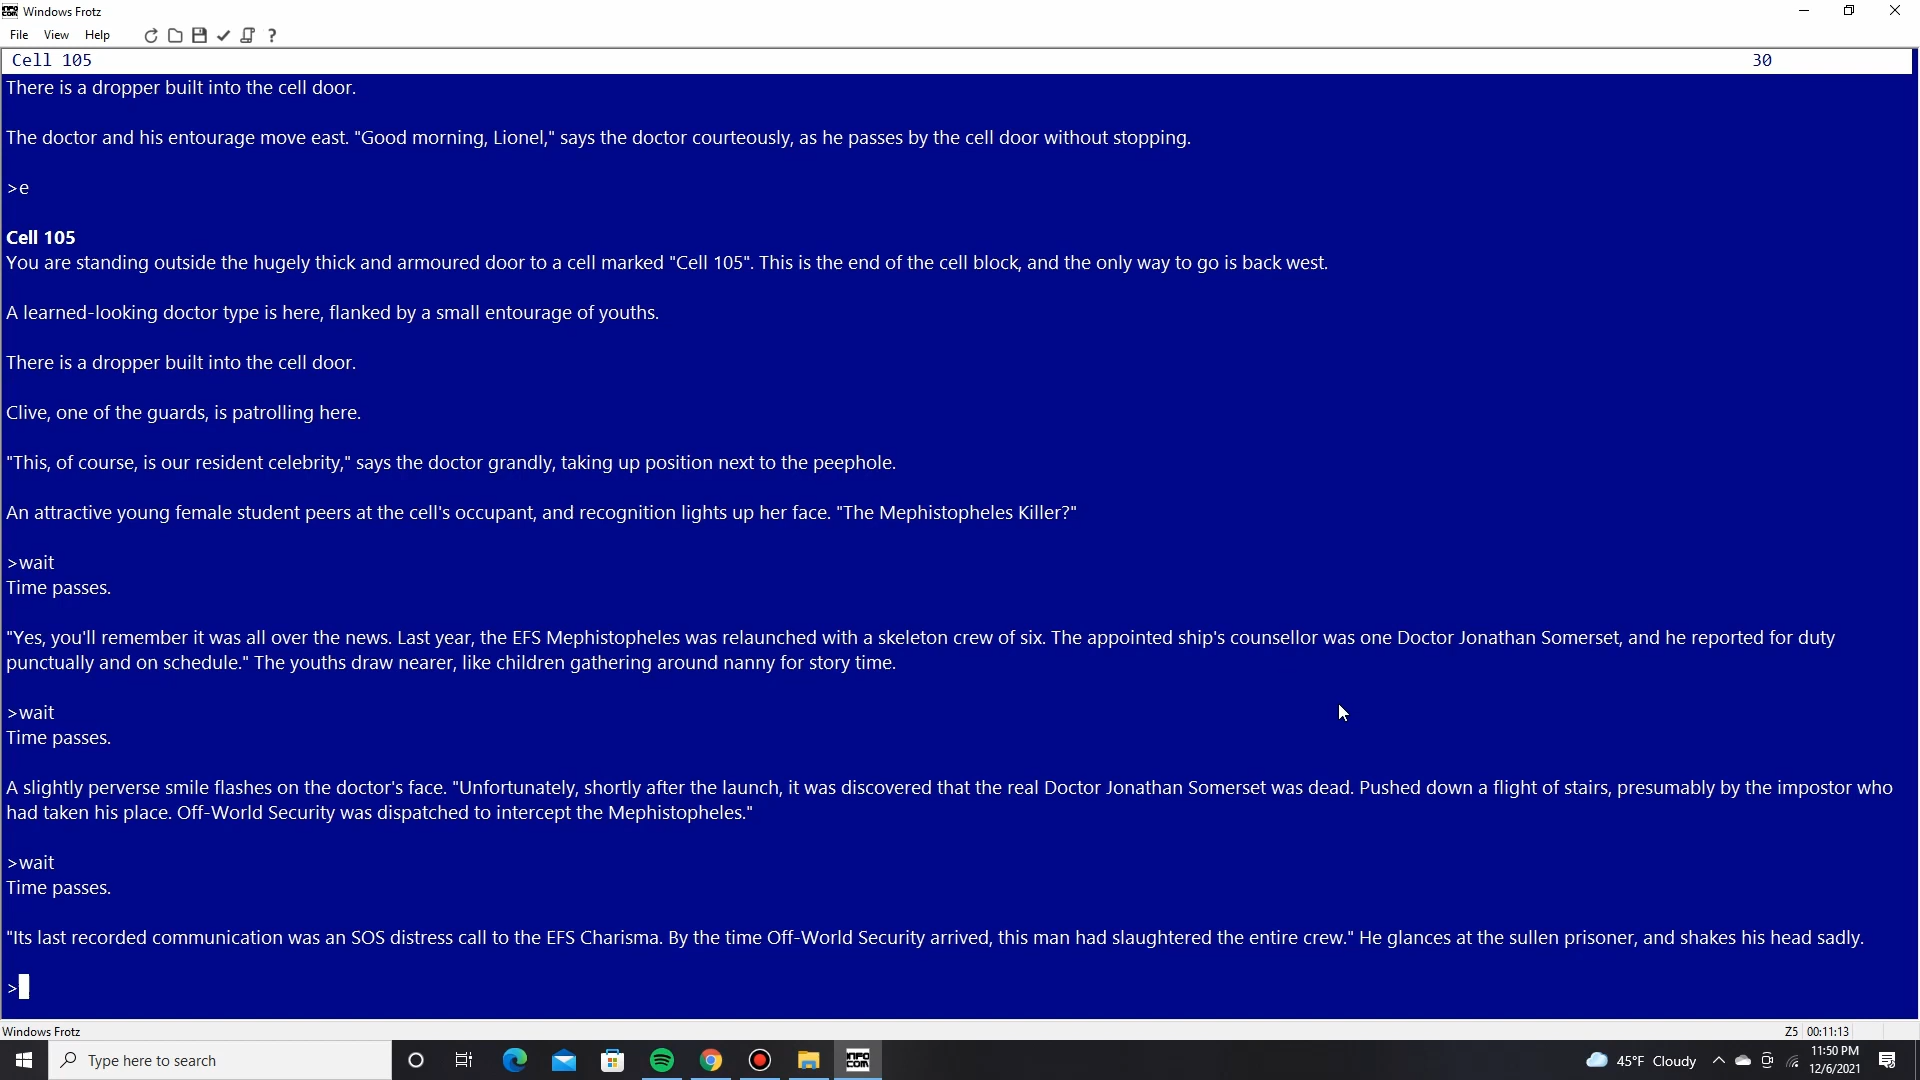 Windows Frotz
File View Help ?
Cell 105 30
There is a dropper built into the cell door.
The doctor and his entourage move east. "Good morning, Lionel," says the doctor courteously, as he passes by the cell door without stopping.
>e
Cell 105
You are standing outside the hugely thick and armoured door to a cell marked "Cell 105". This is the end of the cell block, and the only way to go is back west.
A learned-looking doctor type is here, flanked by a small entourage of youths.
There is a dropper built into the cell door.
Clive, one of the guards, is patrolling here.
"This, of course, is our resident celebrity," says the doctor grandly, taking up position next to the peephole.
An attractive young female student peers at the cell's occupant, and recognition lights up her face. "The Mephistopheles Killer?"
>wait
Time passes.
"Yes, you'll remember it was all over the news. Last year, the EFS Mephistopheles was relaunched with a skeleton crew of six. The appointed ship's counsellor was one Doctor Jonathan Somerset, and he reported for duty
punctually and on schedule." The youths draw nearer, like children gathering around nanny for story time.
>wait
Time passes.
A slightly perverse smile flashes on the doctor's face. "Unfortunately, shortly after the launch, it was discovered that the real Doctor Jonathan Somerset was dead. Pushed down a flight of stairs, presumably by the impostor who
had taken his place. Off-World Security was dispatched to intercept the Mephistopheles."
>wait
Time passes.
"Its last recorded communication was an SOS distress call to the EFS Charisma. By the time Off-World Security arrived, this man had slaughtered the entire crew." He glances at the sullen prisoner, and shakes his head sadly.
>
Windows Frotz Z5 00:11:13
Type here to search INFO COM 45°F Cloudy 11:50 PM
12/6/2021